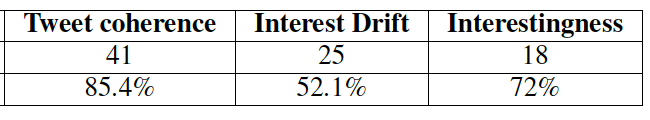 Tweet coherence Interest Drift Interestingness
41 25 18
85.4% 52.1% 72%